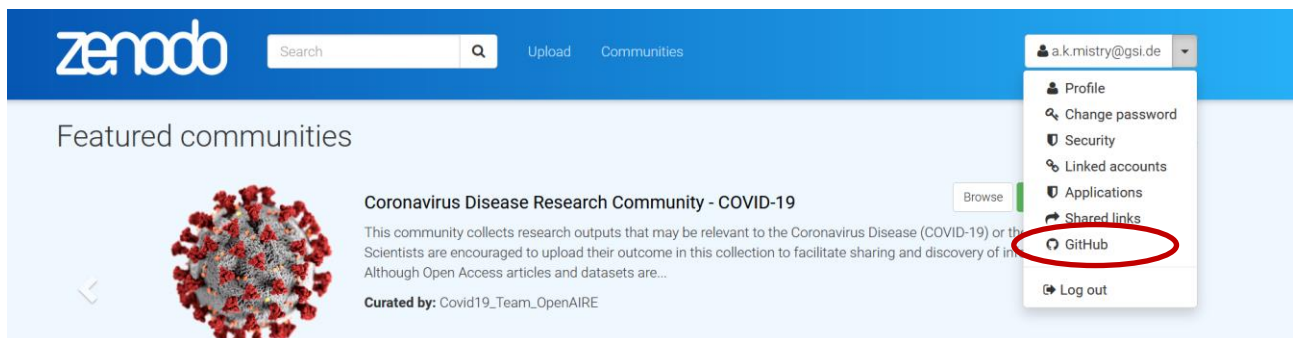 zenodo
Search
Upload
Communities
a.k.mistry@gsi.de
Profile
Change password
Security
Linked accounts
Applications
Shared links
GitHub
Log out
Featured communities
Coronavirus Disease Research Community - COVID-19
Browse
This community collects research outputs that may be relevant to the Coronavirus Disease (COVID-19) or the
Scientists are encouraged to upload their outcome in this collection to facilitate sharing and discovery of
Although Open Access articles and datasets are...
Curated by: Covid19_Team_OpenAIRE